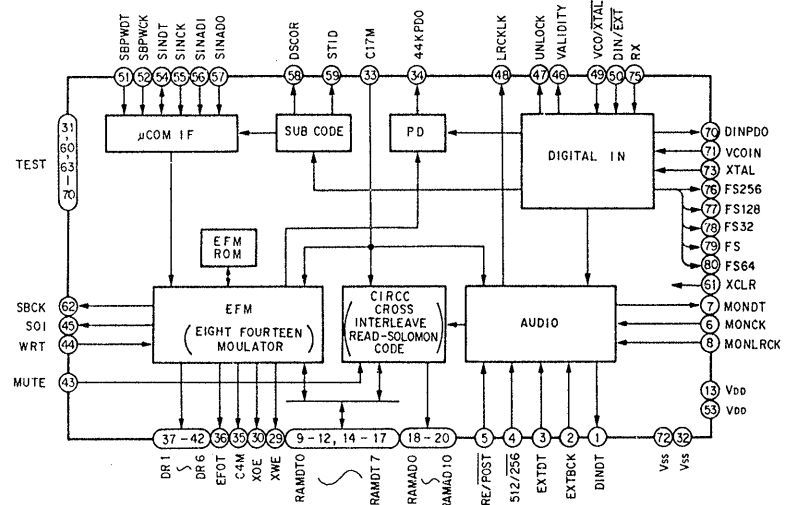 SBPWDT SBPWCK SINDT SINCK SINADI SINADO DSCOR STID C17M 44KPDO LRCKLK UNLOCK VALIDITY VCO/XTAL DIN/EXT RX
51 52 54 55 56 57 58 59 33 34 48 47 46 49 50 75
TEST
31, 60, 63 – 70
μCOM IF
SUB CODE
PD
DIGITAL IN
70 DINPDO
71 VCOIN
73 XTAL
76 FS256
77 FS128
78 FS32
79 FS
80 FS64
61 XCLR
EFM
ROM
SBCK 62
SOI 45
WRT 44
MUTE 43
EFM
(EIGHT FOURTEEN
MOULATOR)
(CIRCC
CROSS
INTERLEAVE
READ-SOLOMON
CODE)
AUDIO
7 MONDT
6 MONCK
8 MONLRCK
13 VDD
53 VDD
37 – 42 36 35 30 29 9 – 12, 14 – 17 18 – 20 5 4 3 2 1 72 32
DR1 ~ DR6 EFOT C4M XOE XWE RAMDT0 ~ RAMDT7 RAMAD0 ~ RAMAD10 RE/POST 512/256 EXTDT EXTBCK DINDT Vss Vss